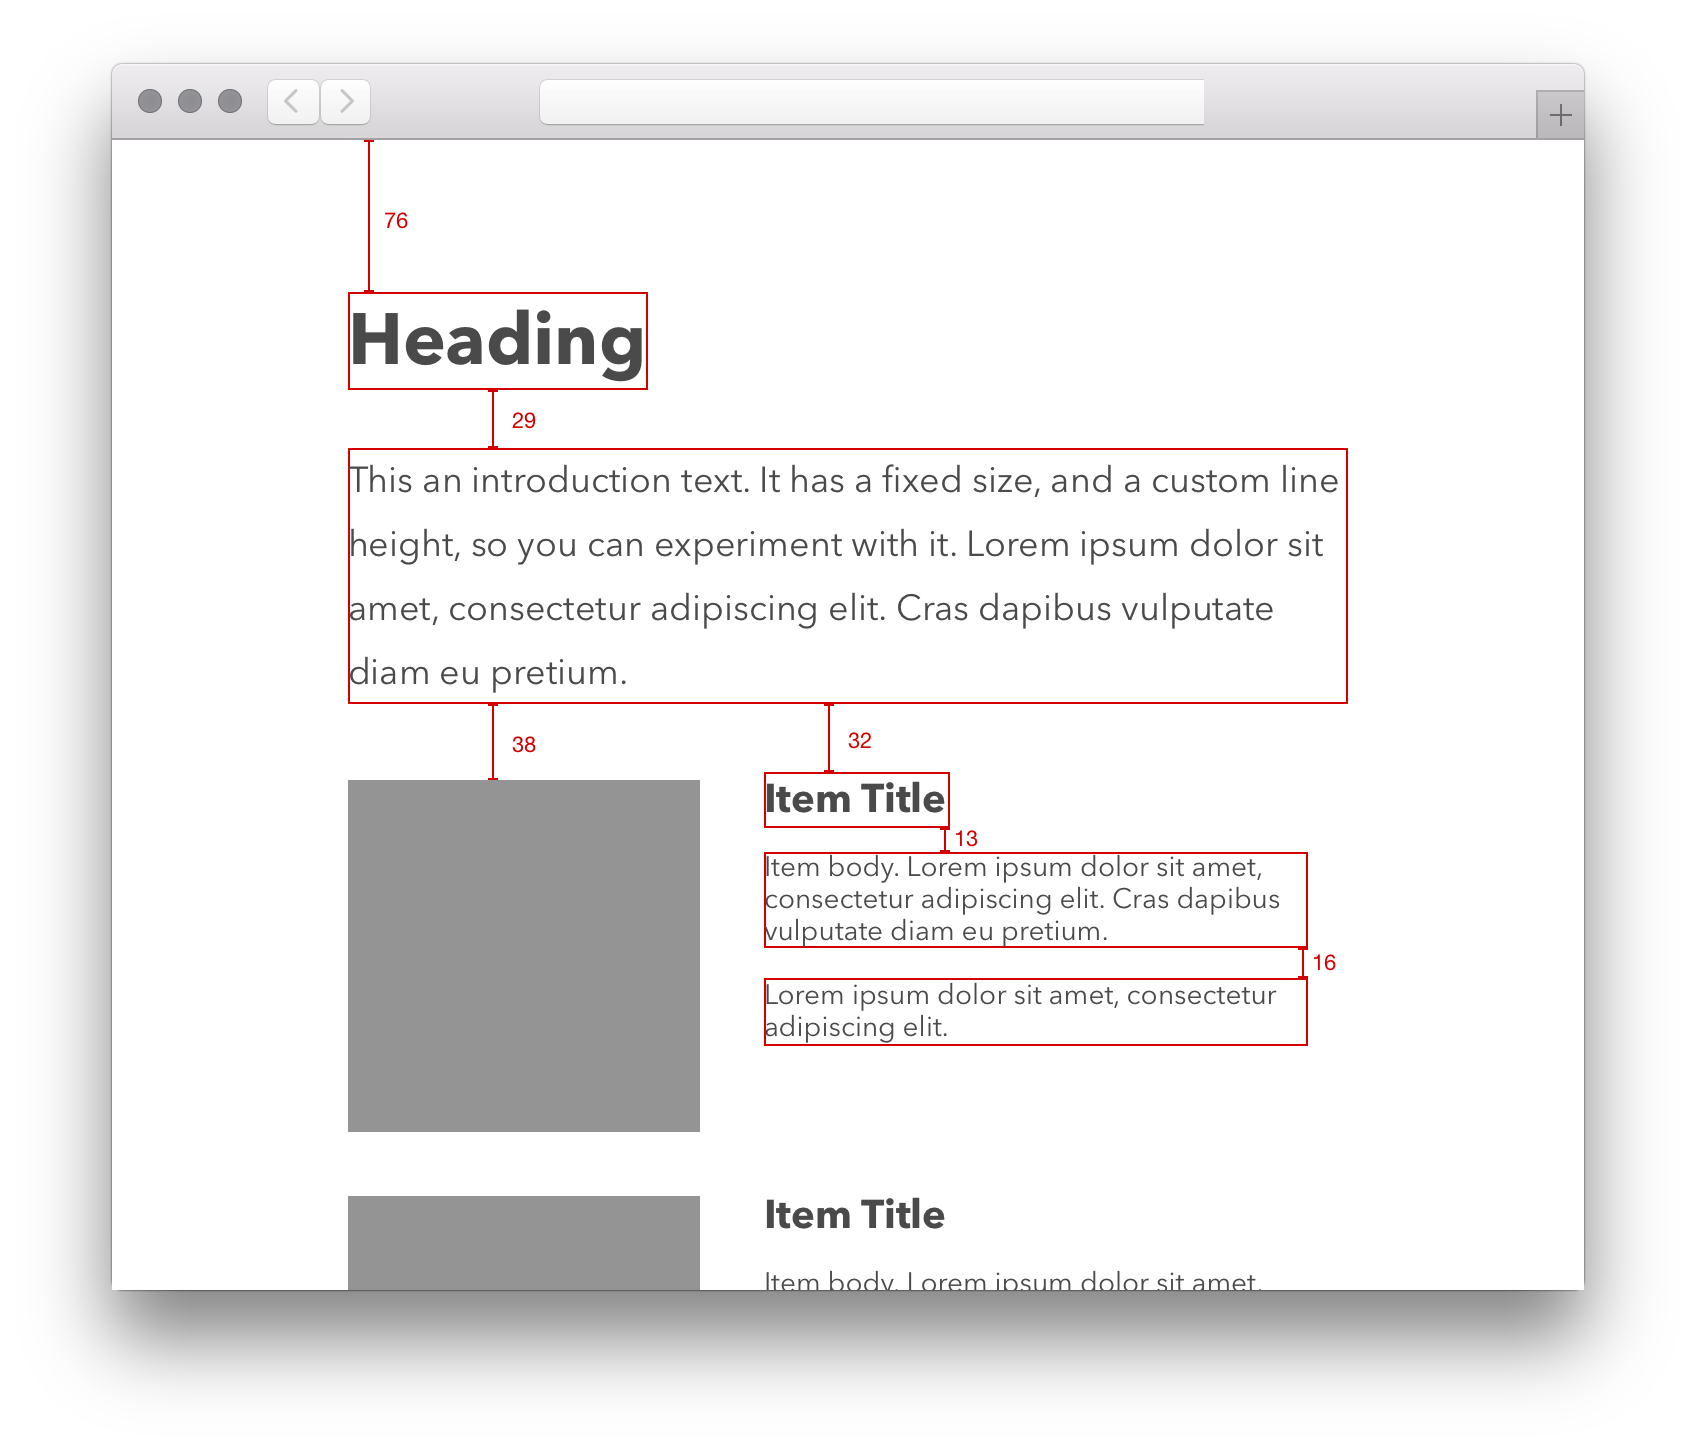 76
Heading
29
This an introduction text. It has a fixed size, and a custom line
height, so you can experiment with it. Lorem ipsum dolor sit
amet, consectetur adipiscing elit. Cras dapibus vulputate
diam eu pretium.
38
32
Item Title
13
Item body. Lorem ipsum dolor sit amet,
consectetur adipiscing elit. Cras dapibus
vulputate diam eu pretium.
16
Lorem ipsum dolor sit amet, consectetur
adipiscing elit.
Item Title
Item body. Lorem ipsum dolor sit amet,